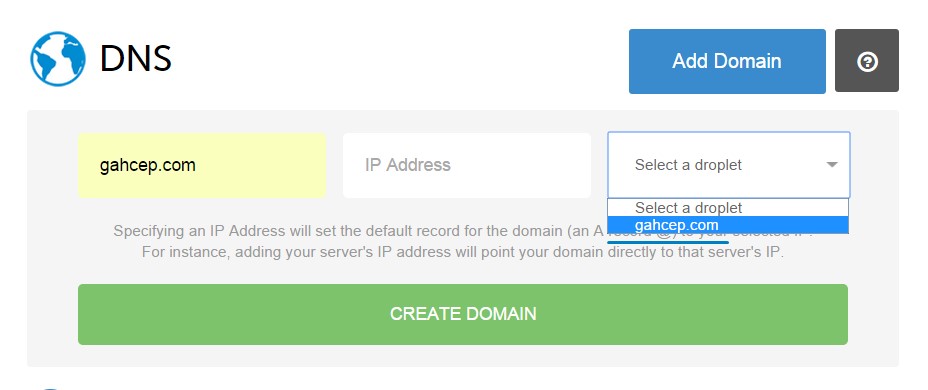 DNS
Add Domain
gahcep.com
IP Address
Select a droplet
Select a droplet
gahcep.com
Specifying an IP Address will set the default record for the domain (an A record @) to your selected IP.
For instance, adding your server's IP address will point your domain directly to that server's IP.
CREATE DOMAIN